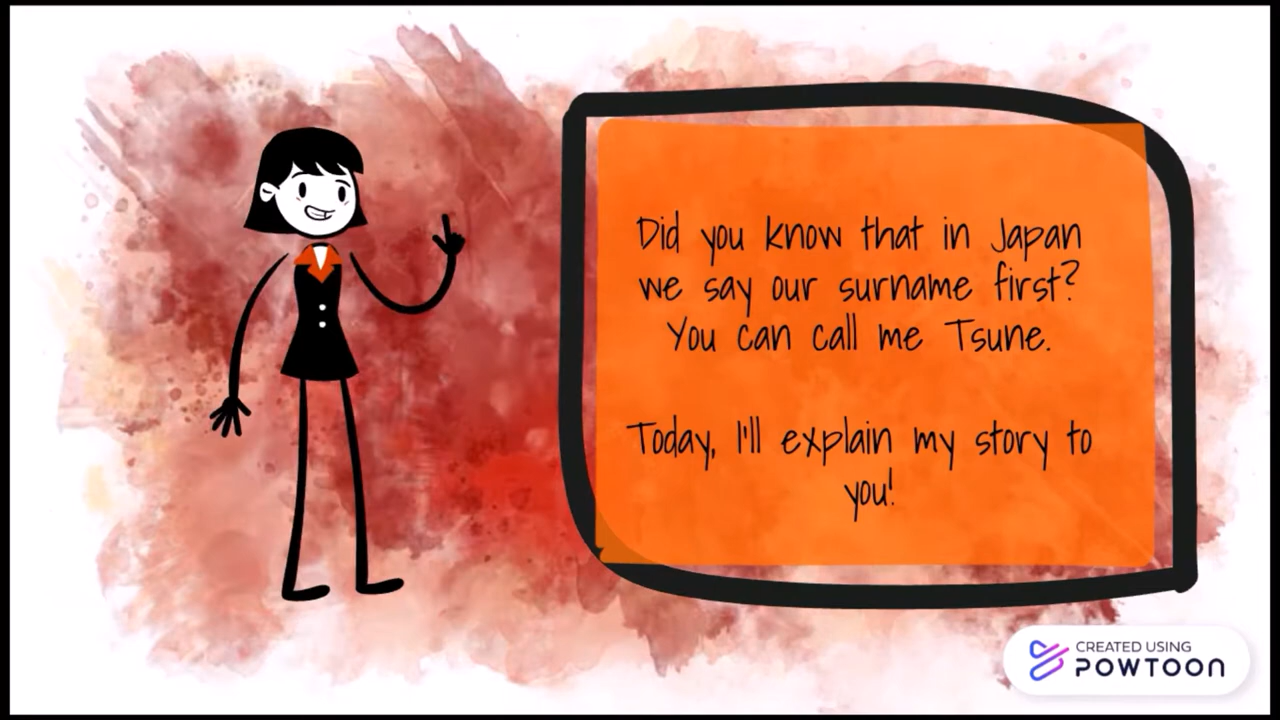 Did you know that in Japan
we say our surname first?
You can call me Tsune.
Today, I'll explain my story to
you!
CREATED USING
POWTOON